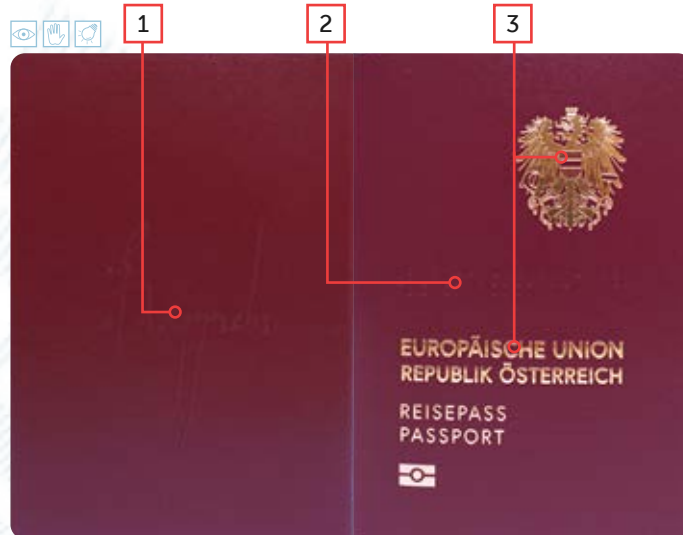 1
2
3
EUROPÄISCHE UNION
REPUBLIK ÖSTERREICH
REISEPASS
PASSPORT